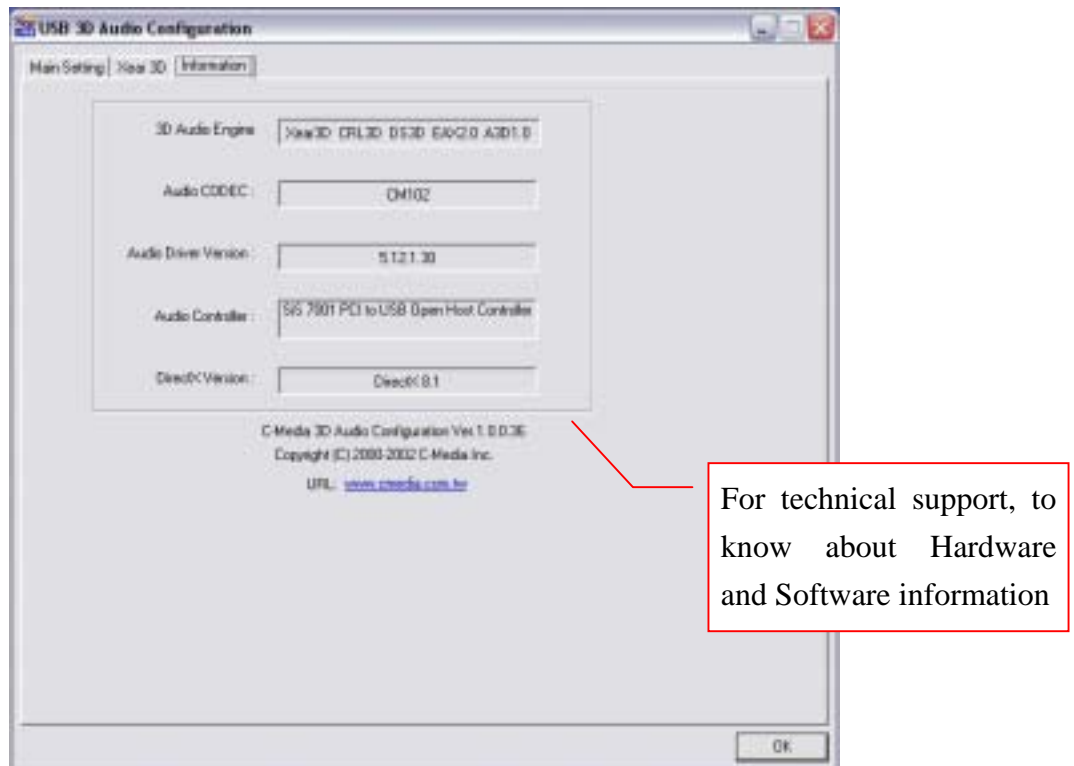 USB 3D Audio Configuration
Main Setting Xear 3D Information
3D Audio Engine Xear3D CRL3D DS3D EAX2.0 A3D1.0
Audio CODEC : CM102
Audio Driver Version : 5.12.1.30
Audio Controller : SiS 7001 PCI to USB Open Host Controller
DirectX Version : DirectX 8.1
C-Media 3D Audio Configuration Ver 1.0.0.36
Copyright (C) 2000-2002 C-Media Inc.
URL: www.cmedia.com.tw
For technical support, to
know about Hardware
and Software information
OK